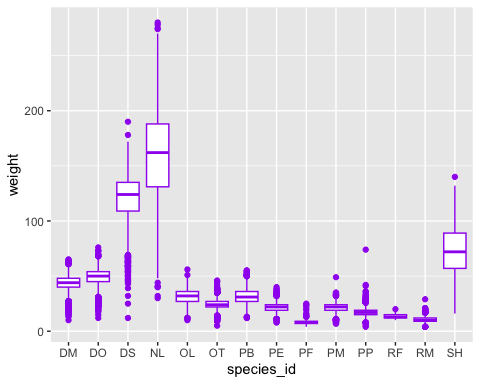 weight
200
100
0
DM DO DS NL OL OT PB PE PF PM PP RF RM SH
species_id